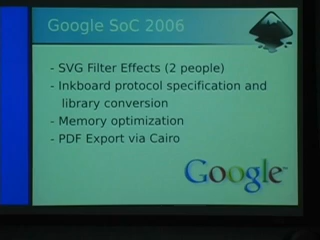 Google SoC 2006
- SVG Filter Effects (2 people)
- Inkboard protocol specification and
library conversion
- Memory optimization
- PDF Export via Cairo
Google™